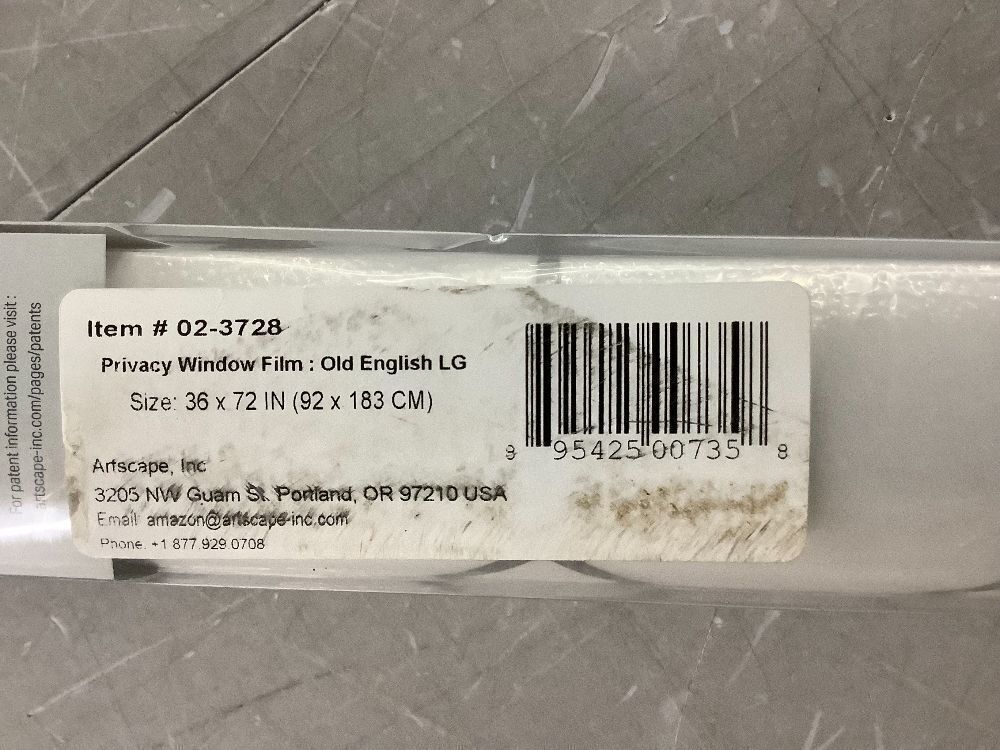 For patent information please visit :
artscape-inc.com/pages/patents
Item # 02-3728
Privacy Window Film : Old English LG
Size: 36 x 72 IN (92 x 183 CM)
Artscape, Inc
3205 NW Guam St. Portland, OR 97210 USA
Email: amazon@artscape-inc.com
Phone: +1 877.929.0708
8 95425 00735 8